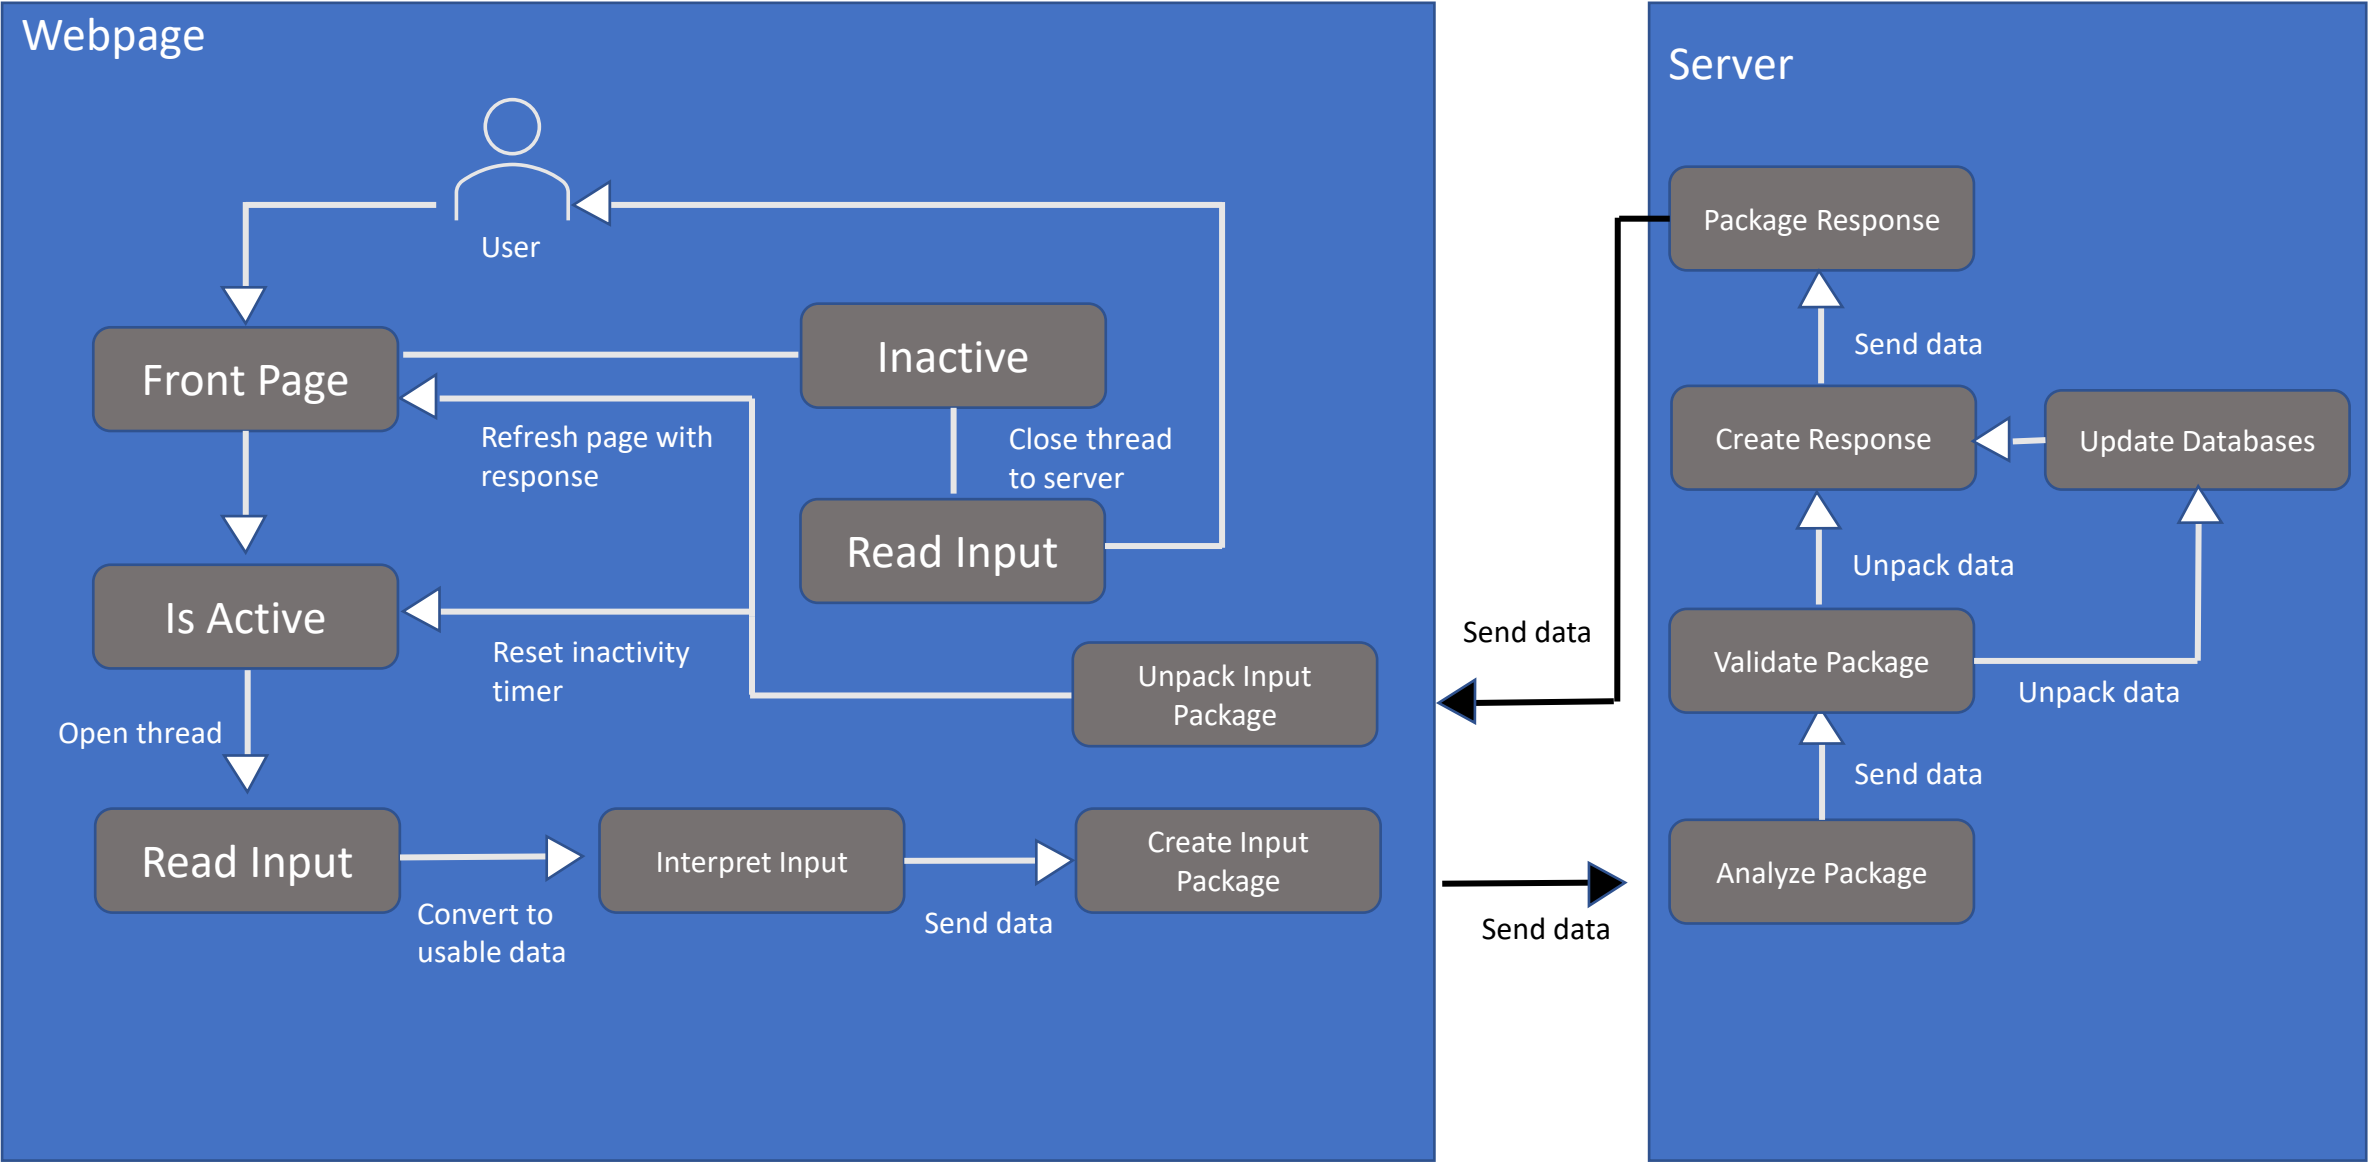 Webpage
User
Front Page
Inactive
Refresh page with
response
Close thread
to server
Read Input
Is Active
Reset inactivity
timer
Unpack Input
Package
Open thread
Read Input
Convert to
usable data
Interpret Input
Send data
Create Input
Package
Send data
Send data
Server
Package Response
Send data
Create Response
Update Databases
Unpack data
Validate Package
Unpack data
Send data
Analyze Package